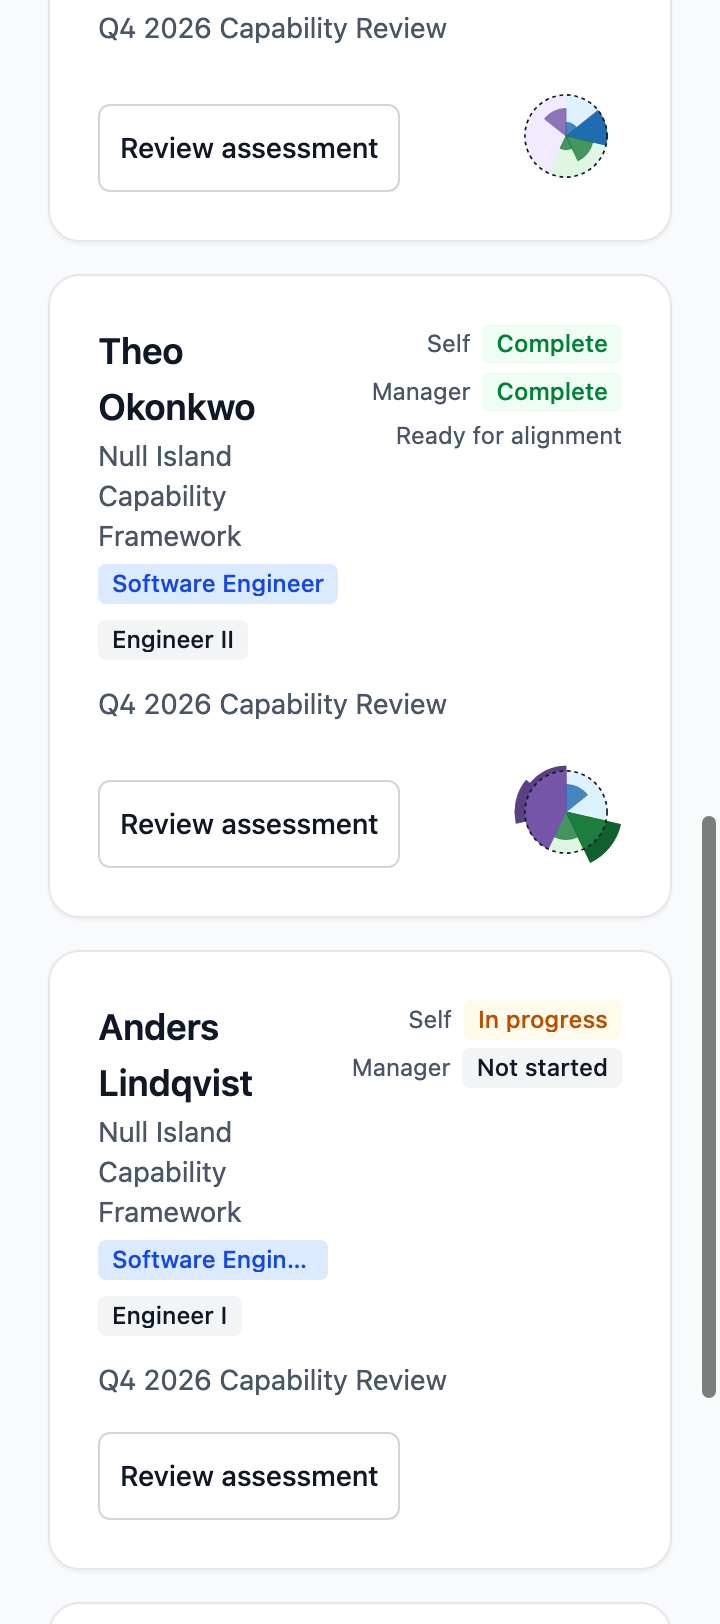 Q4 2026 Capability Review
Review assessment
Theo
Okonkwo
Self Complete
Manager Complete
Ready for alignment
Null Island
Capability
Framework
Software Engineer
Engineer II
Q4 2026 Capability Review
Review assessment
Anders
Lindqvist
Self In progress
Manager Not started
Null Island
Capability
Framework
Software Engin...
Engineer I
Q4 2026 Capability Review
Review assessment